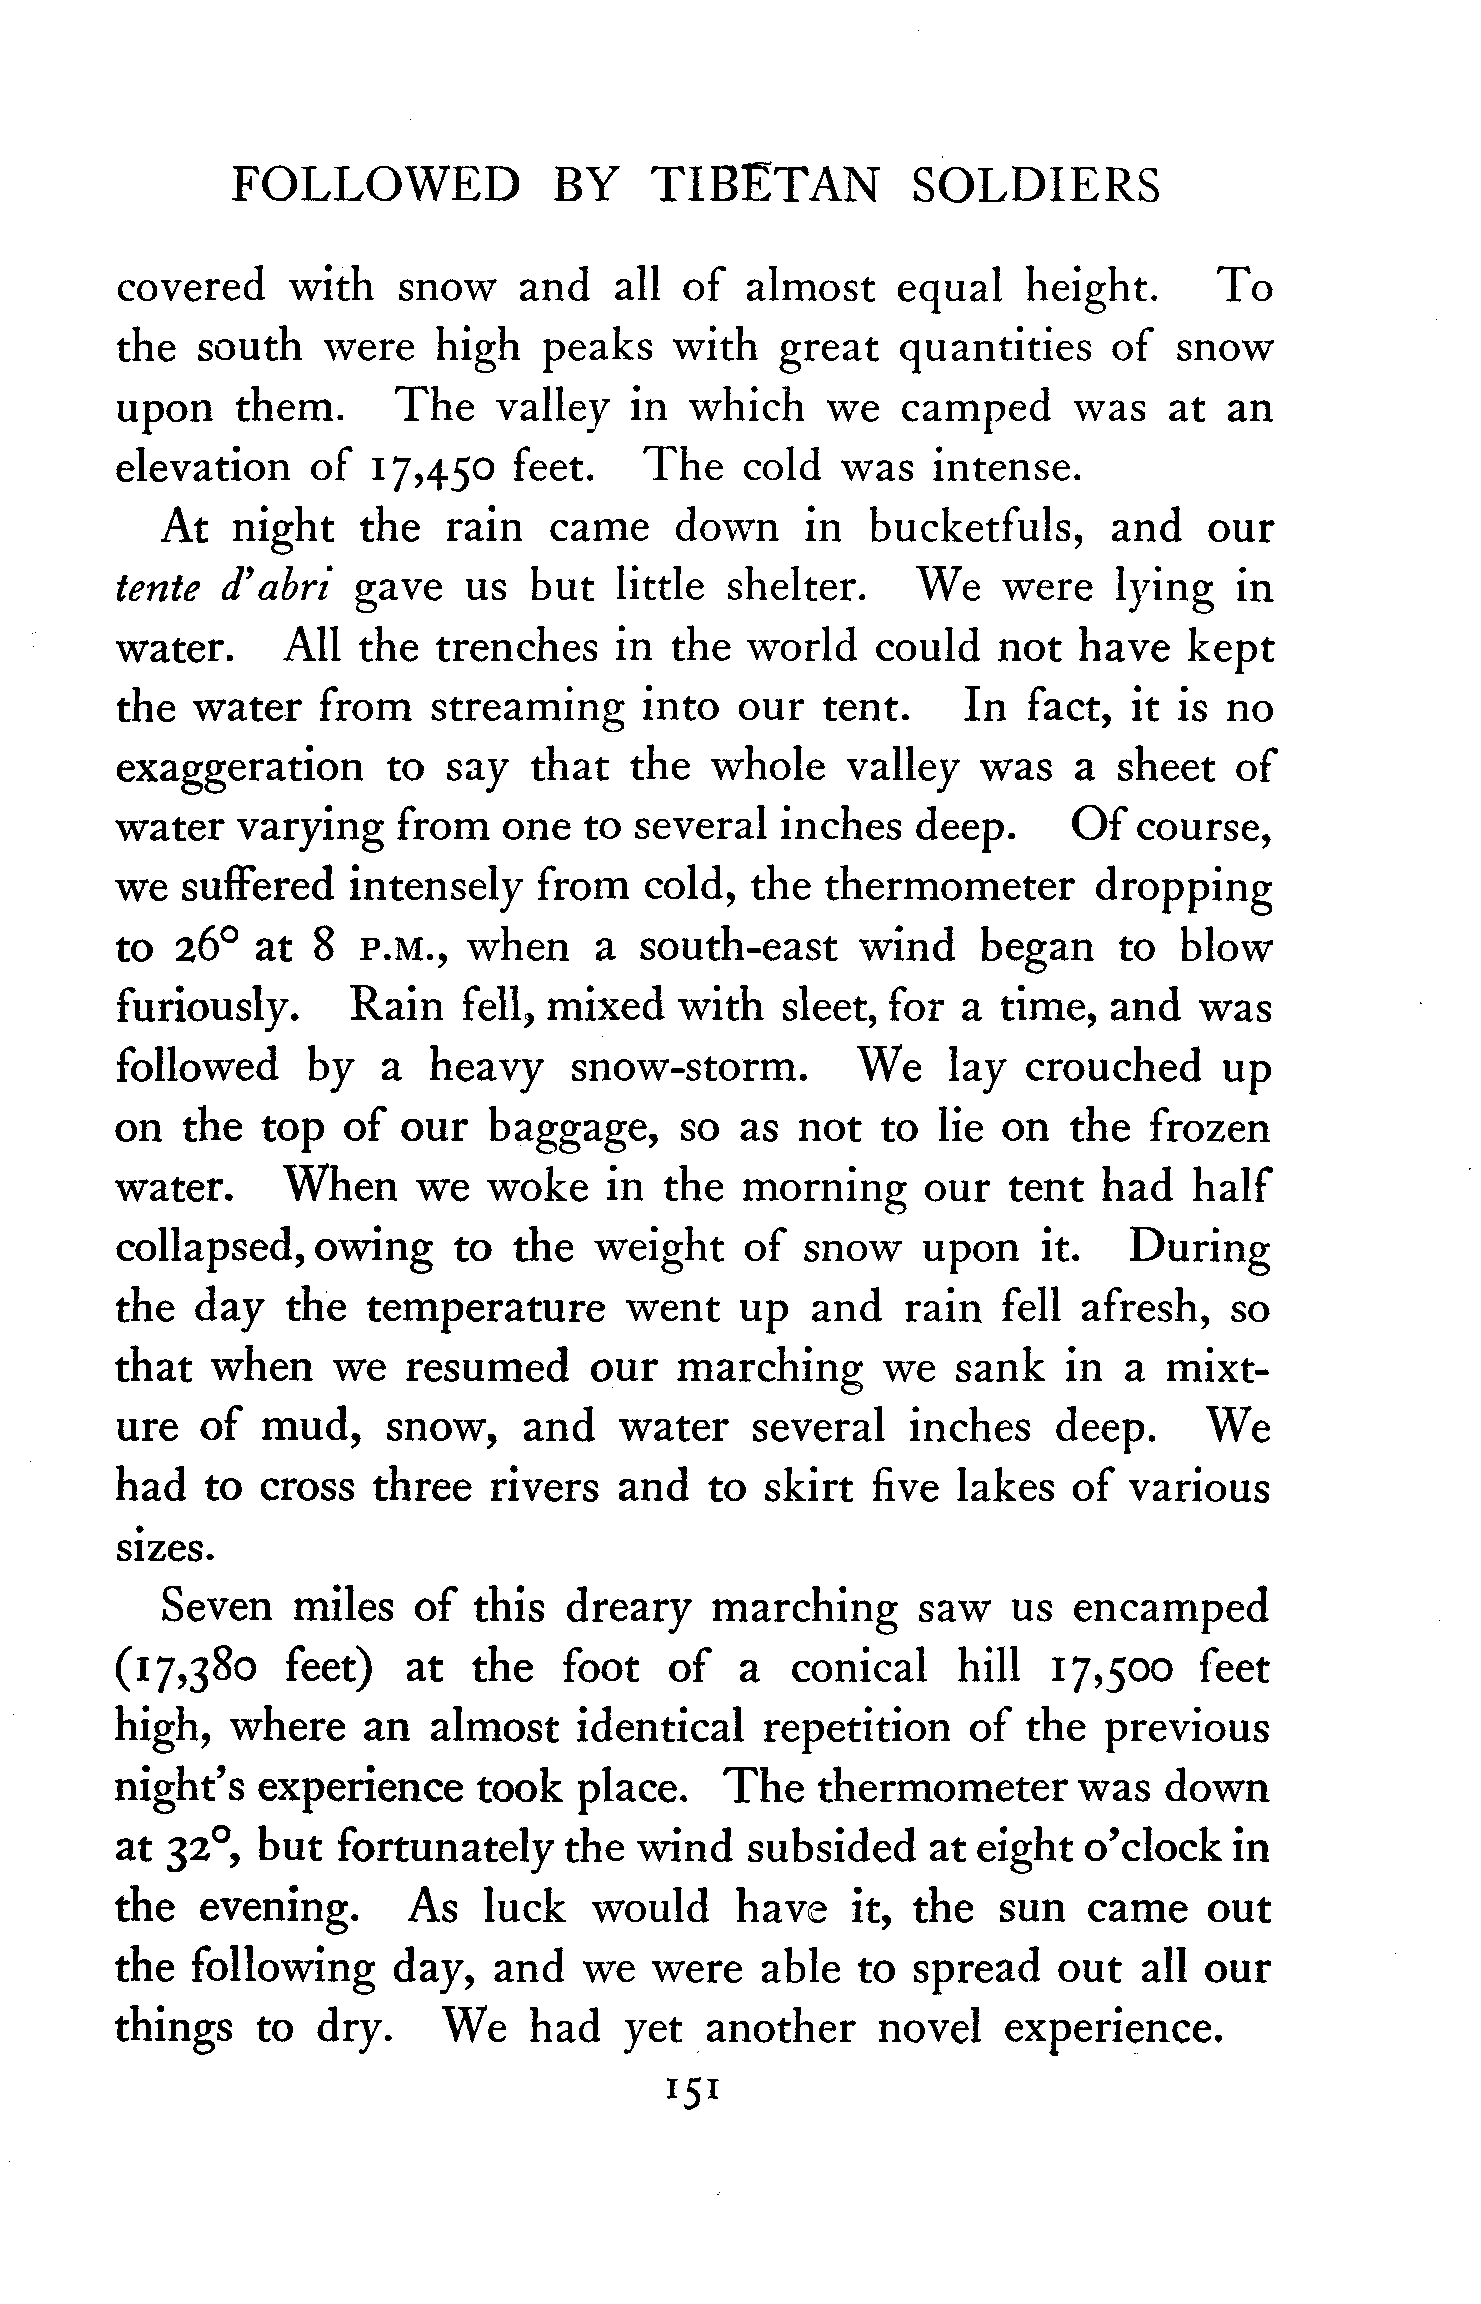 FOLLOWED BY TIBETAN SOLDIERS
covered with snow and all of almost equal height. To
the south were high peaks with great quantities of snow
upon them. The valley in which we camped was at an
elevation of 17,450 feet. The cold was intense.
At night the rain came down in bucketfuls, and our
tente d'abri gave us but little shelter. We were lying in
water. All the trenches in the world could not have kept
the water from streaming into our tent. In fact, it is no
exaggeration to say that the whole valley was a sheet of
water varying from one to several inches deep. Of course,
we suffered intensely from cold, the thermometer dropping
to 26° at 8 P.M., when a south-east wind began to blow
furiously. Rain fell, mixed with sleet, for a time, and was
followed by a heavy snow-storm. We lay crouched up
on the top of our baggage, so as not to lie on the frozen
water. When we woke in the morning our tent had half
collapsed, owing to the weight of snow upon it. During
the day the temperature went up and rain fell afresh, so
that when we resumed our marching we sank in a mixt-
ure of mud, snow, and water several inches deep. We
had to cross three rivers and to skirt five lakes of various
sizes.
Seven miles of this dreary marching saw us encamped
(17,380 feet) at the foot of a conical hill 17,500 feet
high, where an almost identical repetition of the previous
night's experience took place. The thermometer was down
at 32°, but fortunately the wind subsided at eight o'clock in
the evening. As luck would have it, the sun came out
the following day, and we were able to spread out all our
things to dry. We had yet another novel experience.
151